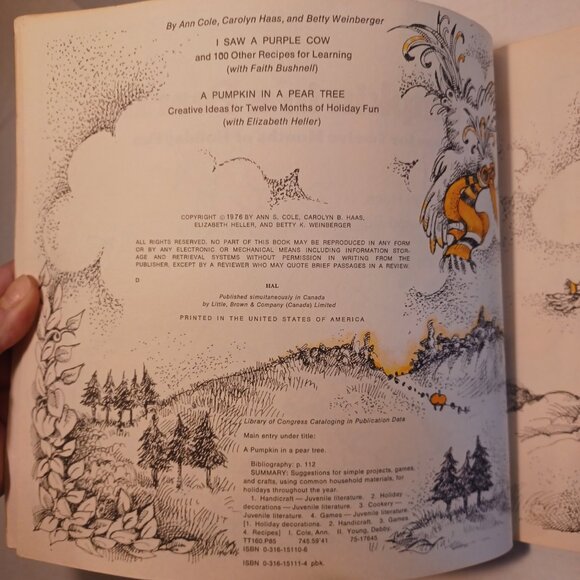 By Ann Cole, Carolyn Haas, and Betty Weinberger
I SAW A PURPLE COW
and 100 Other Recipes for Learning
(with Faith Bushnell)
A PUMPKIN IN A PEAR TREE
Creative Ideas for Twelve Months of Holiday Fun
(with Elizabeth Heller)
COPYRIGHT © 1976 BY ANN S. COLE, CAROLYN B. HAAS,
ELIZABETH HELLER, AND BETTY K. WEINBERGER
ALL RIGHTS RESERVED. NO PART OF THIS BOOK MAY BE REPRODUCED IN ANY FORM
OR BY ANY ELECTRONIC OR MECHANICAL MEANS INCLUDING INFORMATION STOR-
AGE AND RETRIEVAL SYSTEMS WITHOUT PERMISSION IN WRITING FROM THE
PUBLISHER, EXCEPT BY A REVIEWER WHO MAY QUOTE BRIEF PASSAGES IN A REVIEW.
D
HAL
Published simultaneously in Canada
by Little, Brown & Company (Canada) Limited
PRINTED IN THE UNITED STATES OF AMERICA
Library of Congress Cataloging in Publication Data
Main entry under title:
A Pumpkin in a pear tree.
Bibliography: p. 112
SUMMARY: Suggestions for simple projects, games,
and crafts, using common household materials, for
holidays throughout the year.
1. Handicraft — Juvenile literature. 2. Holiday
decorations — Juvenile literature. 3. Cookery —
Juvenile literature. 4. Games — Juvenile literature.
[1. Holiday decorations. 2. Handicraft. 3. Games
4. Recipes] I. Cole, Ann. II. Young, Debby.
TT160.P85 745.59'41 75-17645
ISBN 0-316-15110-6
ISBN 0-316-15111-4 pbk.